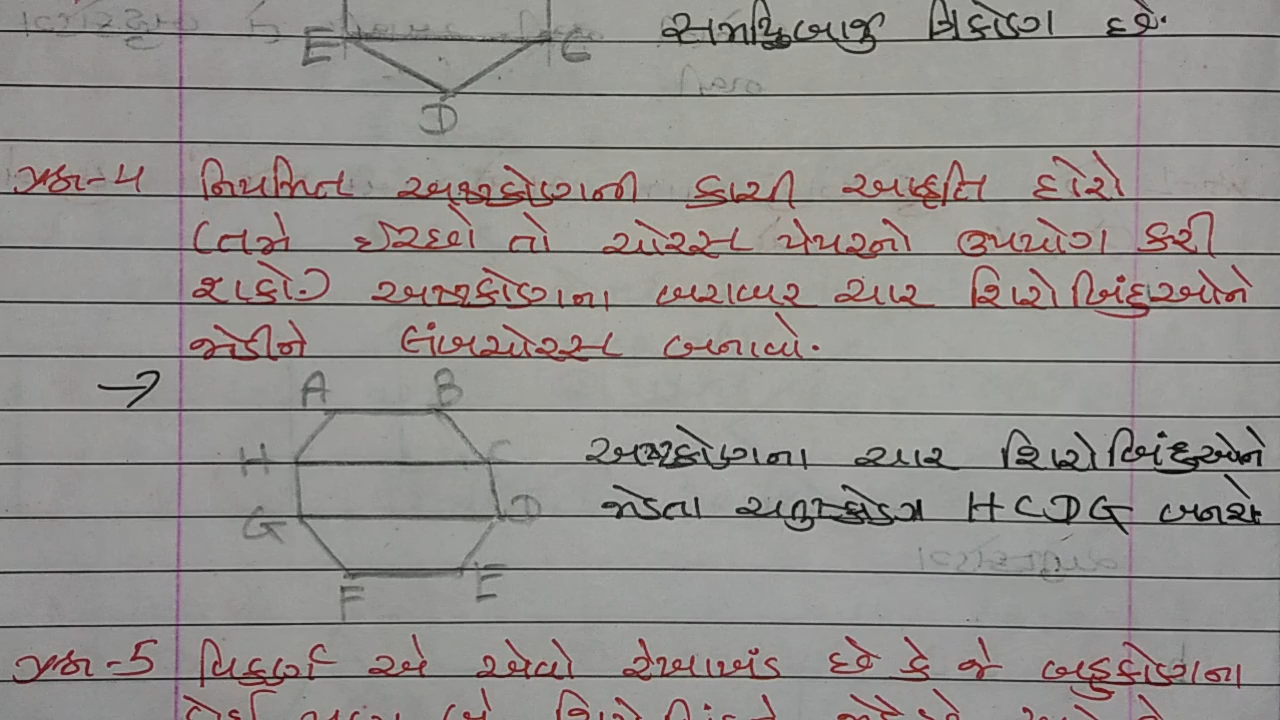 સમદ્વિબાજુ ત્રિકોણ હશે.
E C
D
પ્રશ્ન-4 નિયમિત અષ્ટકોણની કાચી આકૃતિ દોરો
(તમે ઈચ્છો તો ચોરસ પેપરનો ઉપયોગ કરી
શકો.) અષ્ટકોણના બરાબર ચાર શિરોબિંદુઓને
જોડીને લંબચોરસ બનાવો.
→ A B
H C
અષ્ટકોણના ચાર શિરોબિંદુઓને
G D
જોડતા ચતુષ્કોણ HCDG બનશે
F E
પ્રશ્ન-5 વિકર્ણ એ એવો રેખાખંડ છે કે જે બહુકોણના